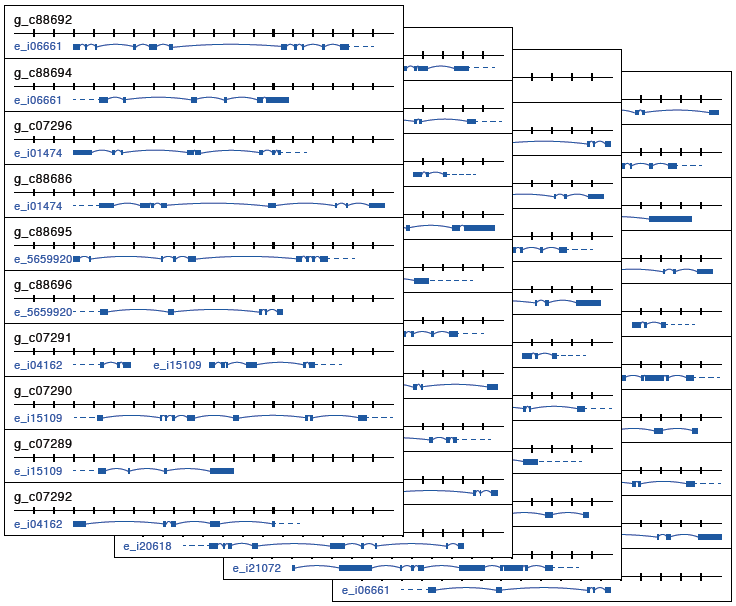 g_c88692
e_i06661
g_c88694
e_i06661
g_c07296
e_i01474
g_c88686
e_i01474
g_c88695
e_5659920
g_c88696
e_5659920
g_c07291
e_i04162 e_i15109
g_c07290
e_i15109
g_c07289
e_i15109
g_c07292
e_i04162
e_i20618
e_i21072
e_i06661